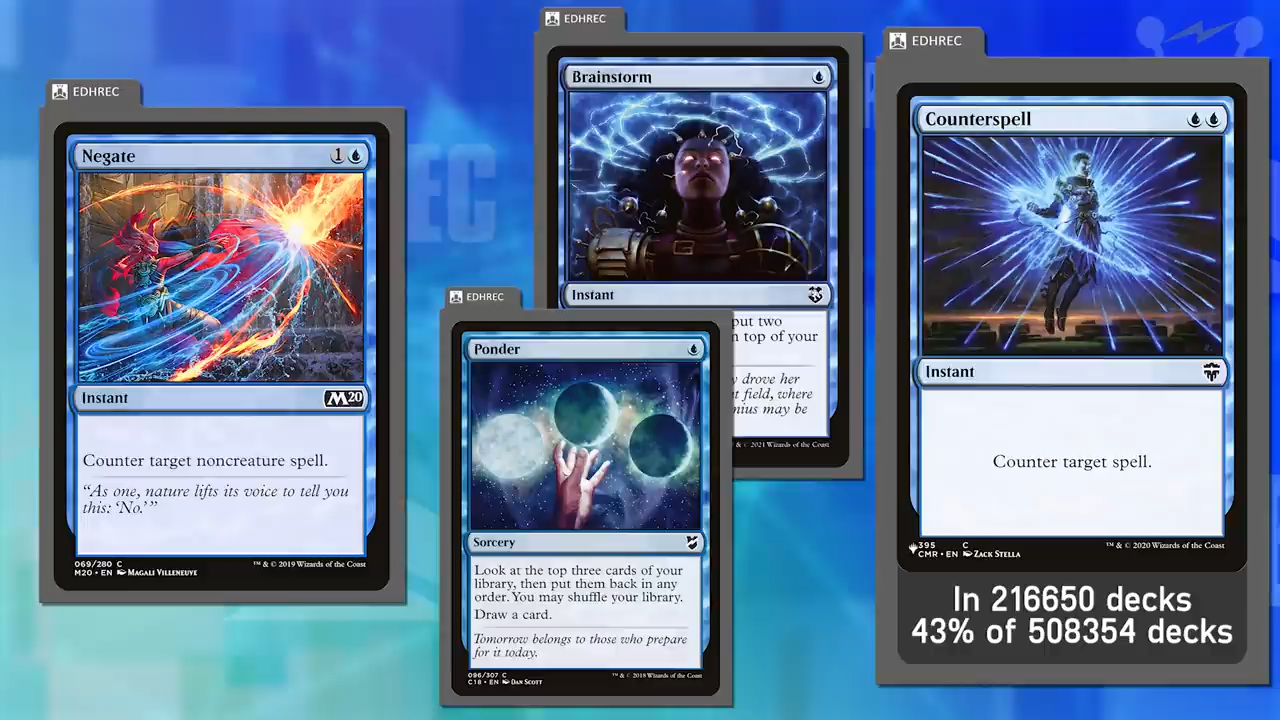 EDHREC
Negate
1
Instant
M20
Counter target noncreature spell.
“As one, nature lifts its voice to tell you
this: ‘No.’”
069/280 C
M20 • EN Magali Villeneuve
™ & © 2019 Wizards of the Coast
EC
EDHREC
Brainstorm
Instant
put two
top of your
drove her
field, where
may be
& © 2021 Wizards of the Coast
EDHREC
Ponder
Sorcery
Look at the top three cards of your
library, then put them back in any
order. You may shuffle your library.
Draw a card.
Tomorrow belongs to those who prepare
for it today.
096/307 C
C18 • EN Dan Scott
™ & © 2018 Wizards of the Coast
EDHREC
Counterspell
Instant
Counter target spell.
395 C
CMR • EN Zack Stella
™ & © 2020 Wizards of the Coast
In 216650 decks
43% of 508354 decks